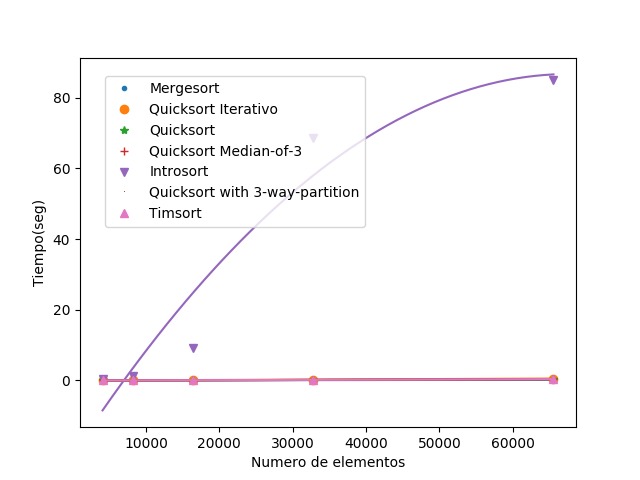 Mergesort
Quicksort Iterativo
Quicksort
Quicksort Median-of-3
Introsort
Quicksort with 3-way-partition
Timsort
Tiempo(seg)
80
60
40
20
0
10000 20000 30000 40000 50000 60000
Numero de elementos